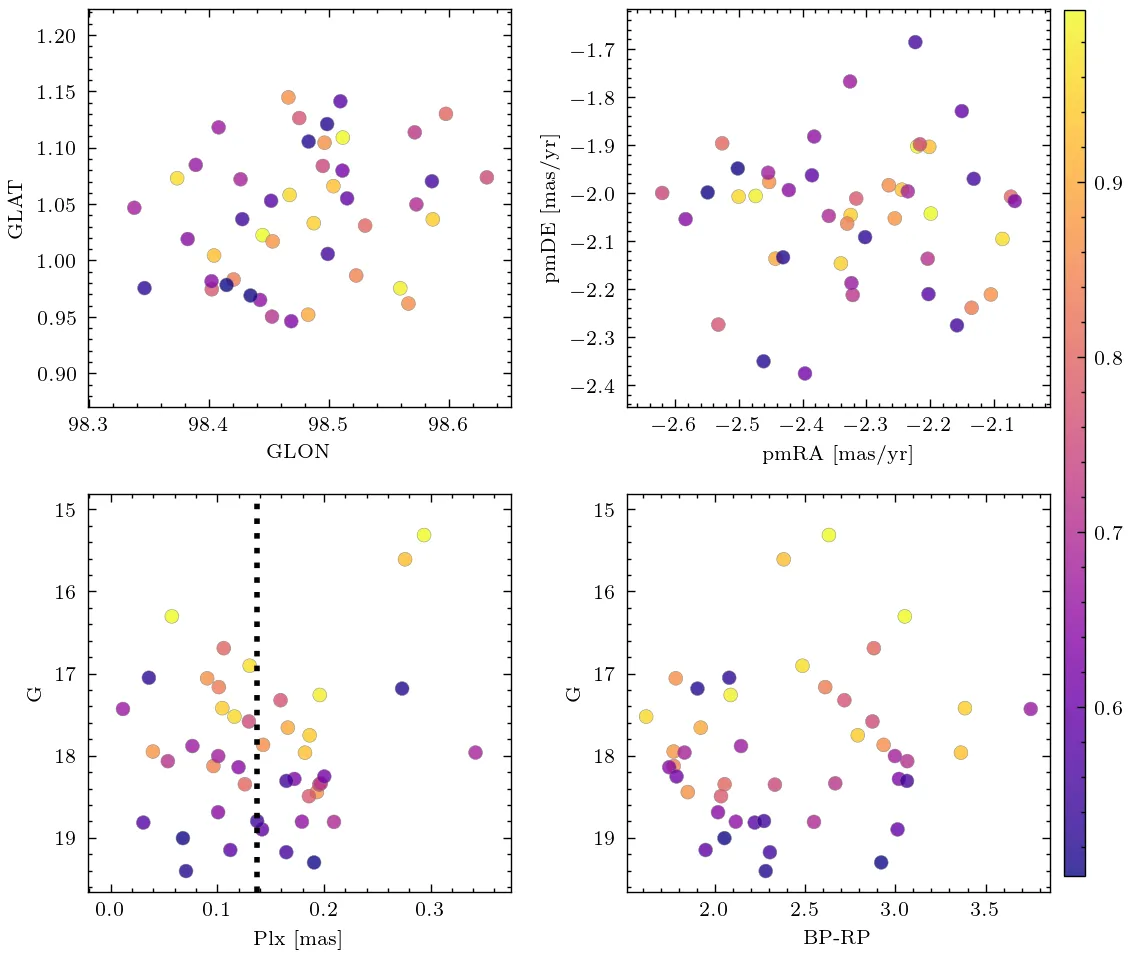 1.20
1.15
1.10
1.05
1.00
0.95
0.90
GLAT
98.3 98.4 98.5 98.6
GLON
−1.7
−1.8
−1.9
−2.0
−2.1
−2.2
−2.3
−2.4
pmDE [mas/yr]
−2.6 −2.5 −2.4 −2.3 −2.2 −2.1
pmRA [mas/yr]
15
16
17
18
19
G
0.0 0.1 0.2 0.3
Plx [mas]
15
16
17
18
19
G
2.0 2.5 3.0 3.5
BP-RP
0.9
0.8
0.7
0.6